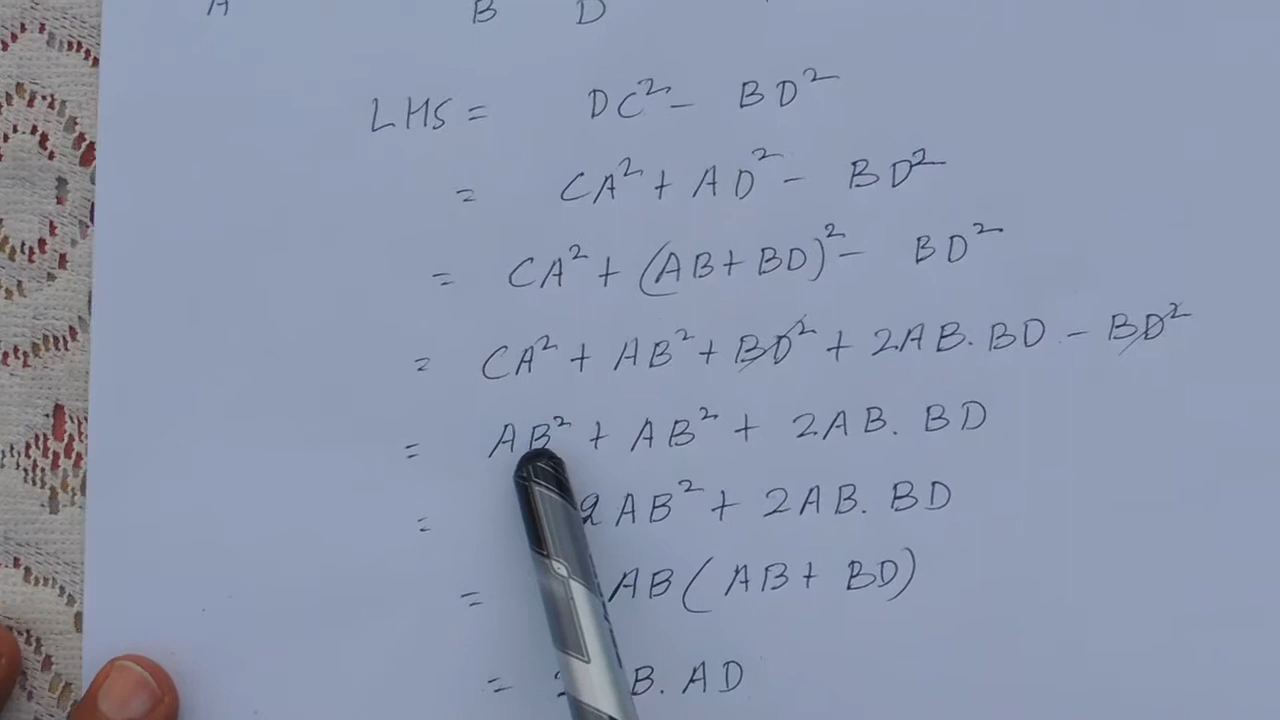 A B D
LHS = DC² - BD²
= CA² + AD² - BD²
= CA² + (AB + BD)² - BD²
= CA² + AB² + BD² + 2AB. BD - BD²
= AB² + AB² + 2AB. BD
= 2AB² + 2AB. BD
= AB ( AB + BD )
= B. AD